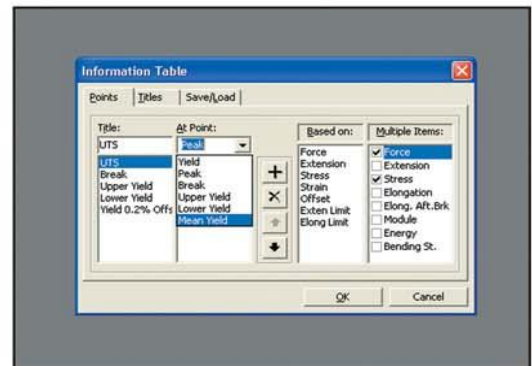 Information Table
Points Titles Save/Load
Title: At Point: Based on: Multiple Items:
UTS Peak
UTS
Break
Upper Yield
Lower Yield
Yield 0.2% Offs
Yield
Peak
Break
Upper Yield
Lower Yield
Mean Yield
Force
Extension
Stress
Strain
Offset
Exten Limit
Elong Limit
Force
Extension
Stress
Elongation
Elong. Aft.Brk
Module
Energy
Bending St.
OK Cancel